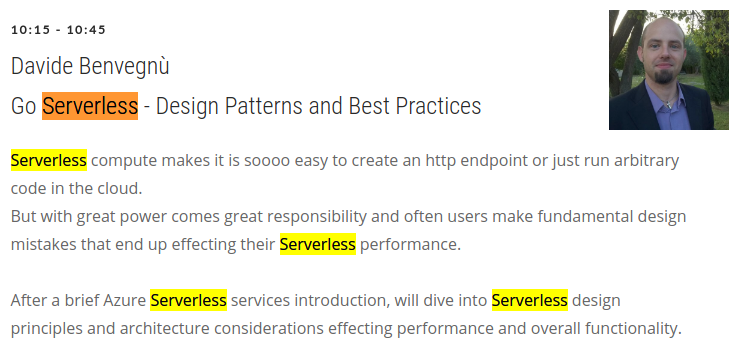 10:15 - 10:45
Davide Benvegnù
Go Serverless - Design Patterns and Best Practices
Serverless compute makes it is soooo easy to create an http endpoint or just run arbitrary
code in the cloud.
But with great power comes great responsibility and often users make fundamental design
mistakes that end up effecting their Serverless performance.
After a brief Azure Serverless services introduction, will dive into Serverless design
principles and architecture considerations effecting performance and overall functionality.